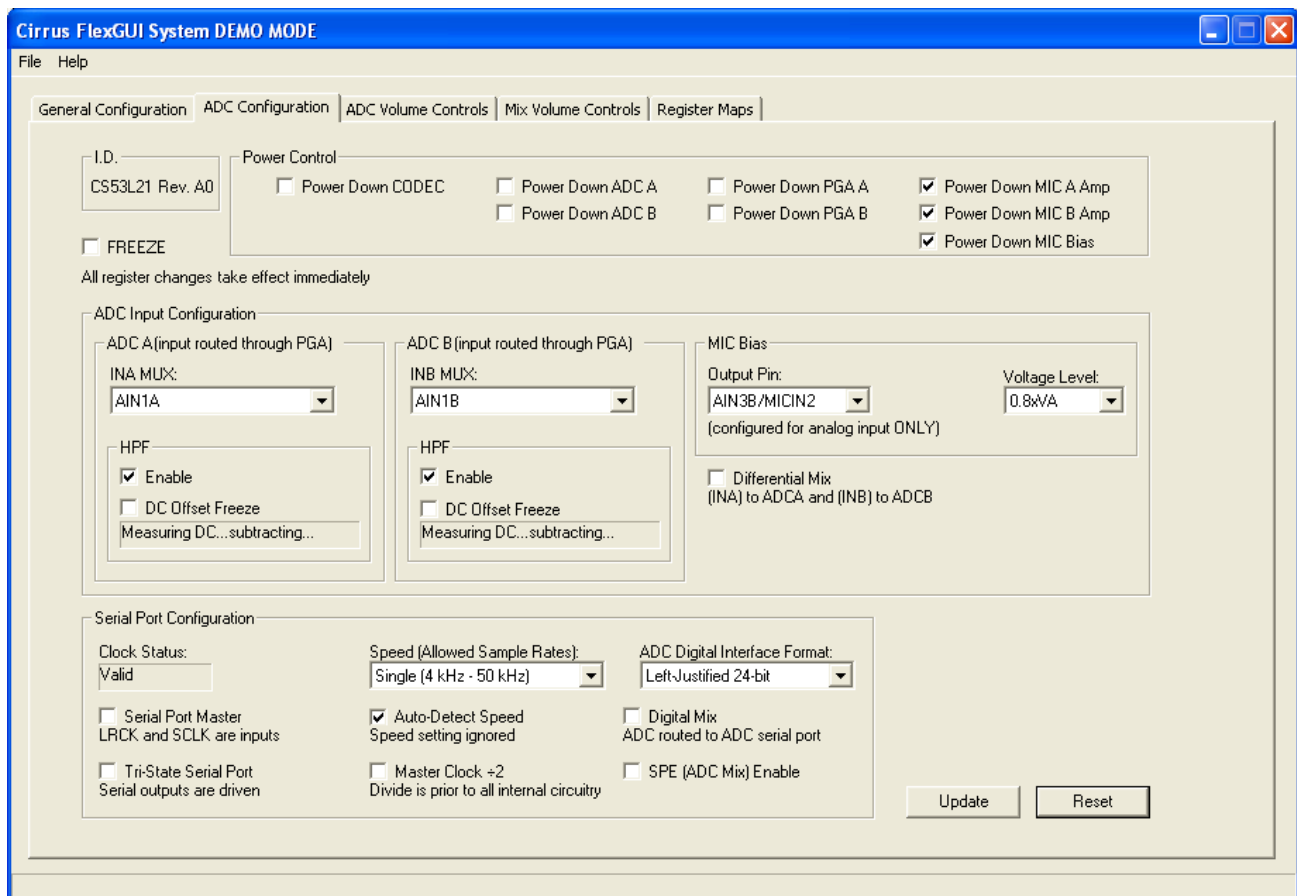 Cirrus FlexGUI System DEMO MODE
File Help
General Configuration ADC Configuration ADC Volume Controls Mix Volume Controls Register Maps
I.D.
CS53L21 Rev. A0
Power Control
Power Down CODEC Power Down ADC A Power Down PGA A Power Down MIC A Amp
Power Down ADC B Power Down PGA B Power Down MIC B Amp
Power Down MIC Bias
FREEZE
All register changes take effect immediately
ADC Input Configuration
ADC A(input routed through PGA)
INA MUX:
AIN1A
HPF
Enable
DC Offset Freeze
Measuring DC...subtracting...
ADC B(input routed through PGA)
INB MUX:
AIN1B
HPF
Enable
DC Offset Freeze
Measuring DC...subtracting...
MIC Bias
Output Pin: Voltage Level:
AIN3B/MICIN2 0.8xVA
(configured for analog input ONLY)
Differential Mix
(INA) to ADCA and (INB) to ADCB
Serial Port Configuration
Clock Status: Speed (Allowed Sample Rates): ADC Digital Interface Format:
Valid Single (4 kHz - 50 kHz) Left-Justified 24-bit
Serial Port Master Auto-Detect Speed Digital Mix
LRCK and SCLK are inputs Speed setting ignored ADC routed to ADC serial port
Tri-State Serial Port Master Clock ÷2 SPE (ADC Mix) Enable
Serial outputs are driven Divide is prior to all internal circuitry
Update Reset